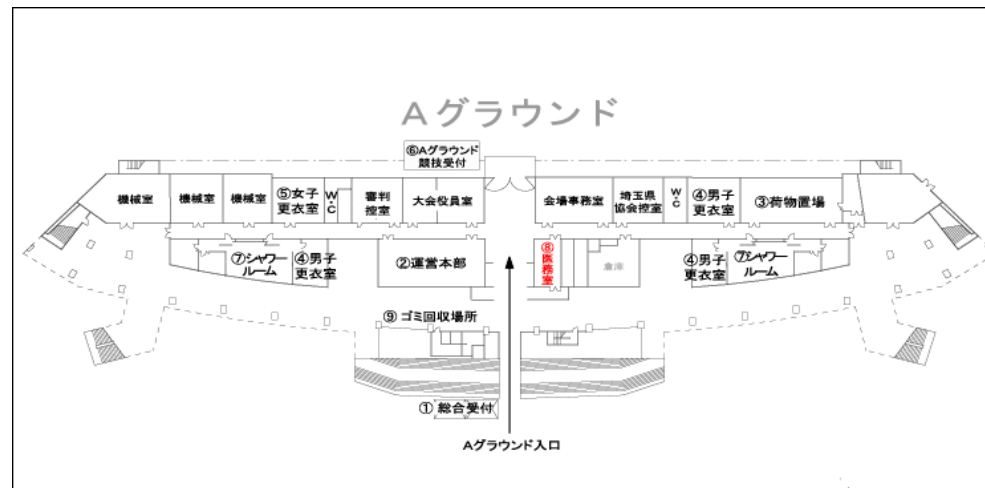 Aグラウンド
⑥Aグラウンド
競技受付
機械室
機械室
機械室
⑤女子
更衣室
W・C
審判
控室
大会役員室
会場事務室
埼玉県
協会控室
W・C
④男子
更衣室
③荷物置場
⑦シャワー
ルーム
④男子
更衣室
②運営本部
⑧医務室
倉庫
④男子
更衣室
⑦シャワー
ルーム
⑨ ゴミ回収場所
① 総合受付
Aグラウンド入口